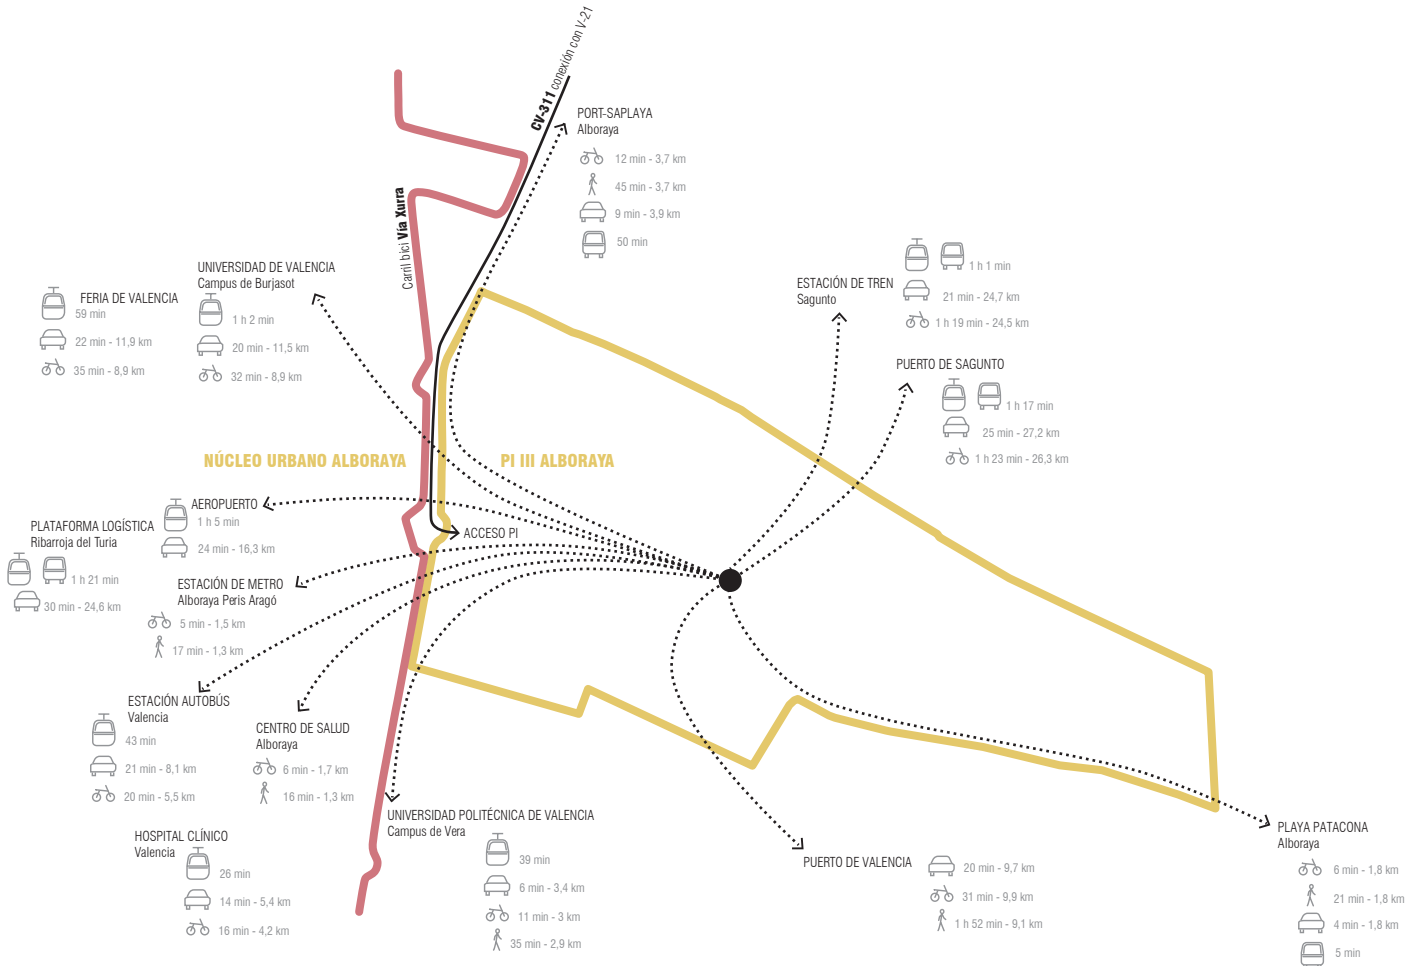 CV-311 conexión con V-21
PORT-SAPLAYA
Alboraya
12 min - 3,7 km
45 min - 3,7 km
9 min - 3,9 km
50 min
Carril bici Vía Xurra
UNIVERSIDAD DE VALENCIA
Campus de Burjasot
1 h 2 min
20 min - 11,5 km
32 min - 8,9 km
FERIA DE VALENCIA
59 min
22 min - 11,9 km
35 min - 8,9 km
ESTACIÓN DE TREN
Sagunto
1 h 1 min
21 min - 24,7 km
1 h 19 min - 24,5 km
PUERTO DE SAGUNTO
1 h 17 min
25 min - 27,2 km
1 h 23 min - 26,3 km
NÚCLEO URBANO ALBORAYA
PI III ALBORAYA
AEROPUERTO
1 h 5 min
24 min - 16,3 km
ACCESO PI
PLATAFORMA LOGÍSTICA
Ribarroja del Turia
1 h 21 min
30 min - 24,6 km
ESTACIÓN DE METRO
Alboraya Peris Aragó
5 min - 1,5 km
17 min - 1,3 km
ESTACIÓN AUTOBÚS
Valencia
43 min
21 min - 8,1 km
20 min - 5,5 km
CENTRO DE SALUD
Alboraya
6 min - 1,7 km
16 min - 1,3 km
HOSPITAL CLÍNICO
Valencia
26 min
14 min - 5,4 km
16 min - 4,2 km
UNIVERSIDAD POLITÉCNICA DE VALENCIA
Campus de Vera
39 min
6 min - 3,4 km
11 min - 3 km
35 min - 2,9 km
PUERTO DE VALENCIA
20 min - 9,7 km
31 min - 9,9 km
1 h 52 min - 9,1 km
PLAYA PATACONA
Alboraya
6 min - 1,8 km
21 min - 1,8 km
4 min - 1,8 km
5 min